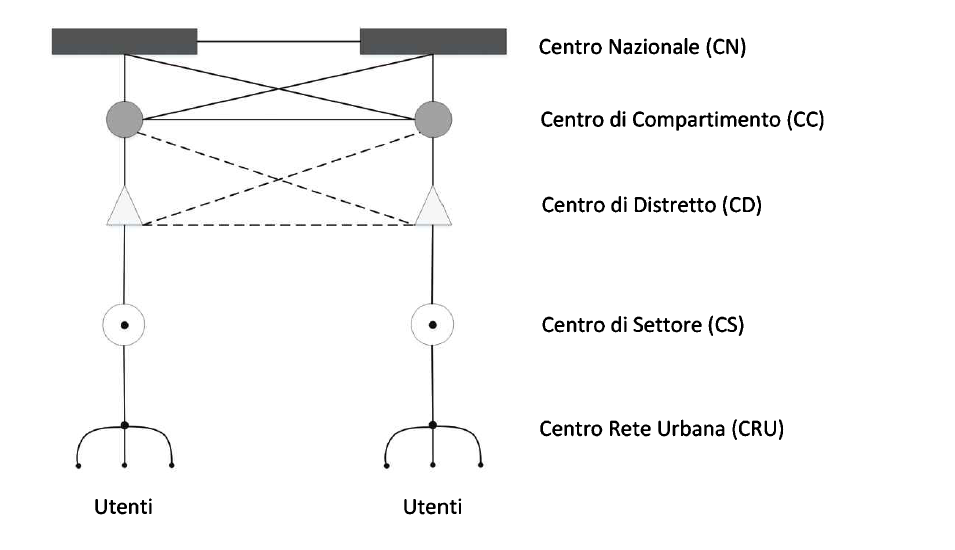 Centro Nazionale (CN)
Centro di Compartimento (CC)
Centro di Distretto (CD)
Centro di Settore (CS)
Centro Rete Urbana (CRU)
Utenti
Utenti